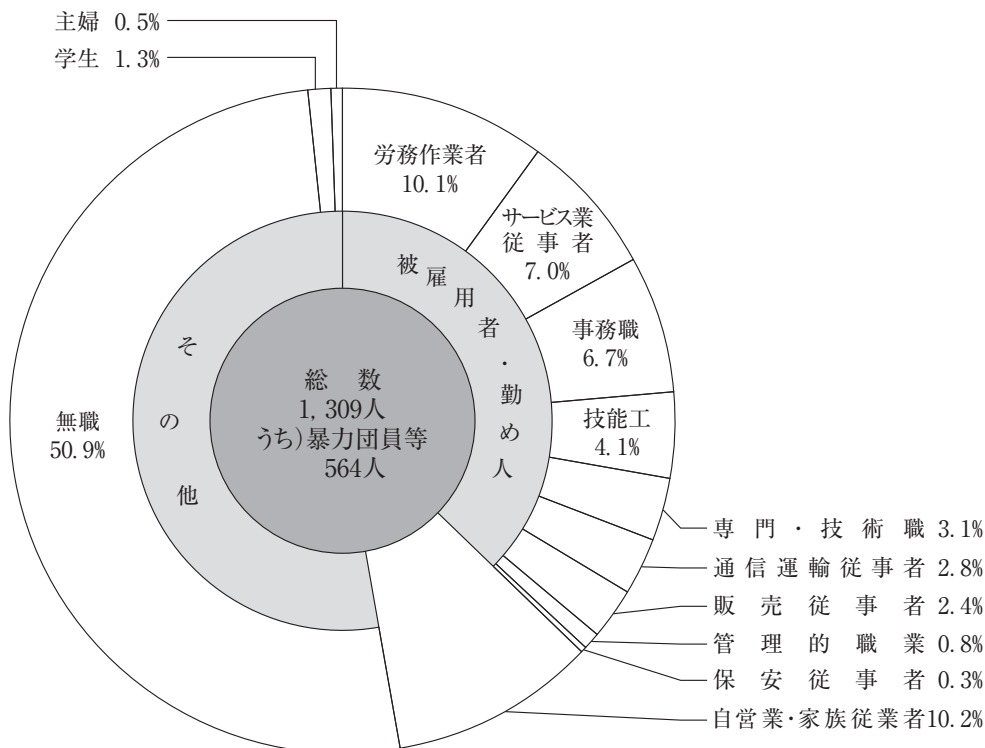 主婦 0.5%
学生 1.3%
労務作業者
10.1%
サービス業
従事者
7.0%
事務職
6.7%
技能工
4.1%
専門・技術職 3.1%
通信運輸従事者 2.8%
販売従事者 2.4%
管理的職業 0.8%
保安従事者 0.3%
自営業・家族従業者10.2%
無職
50.9%
被雇用者・勤め人
その他
総数
1,309人
うち)暴力団員等
564人